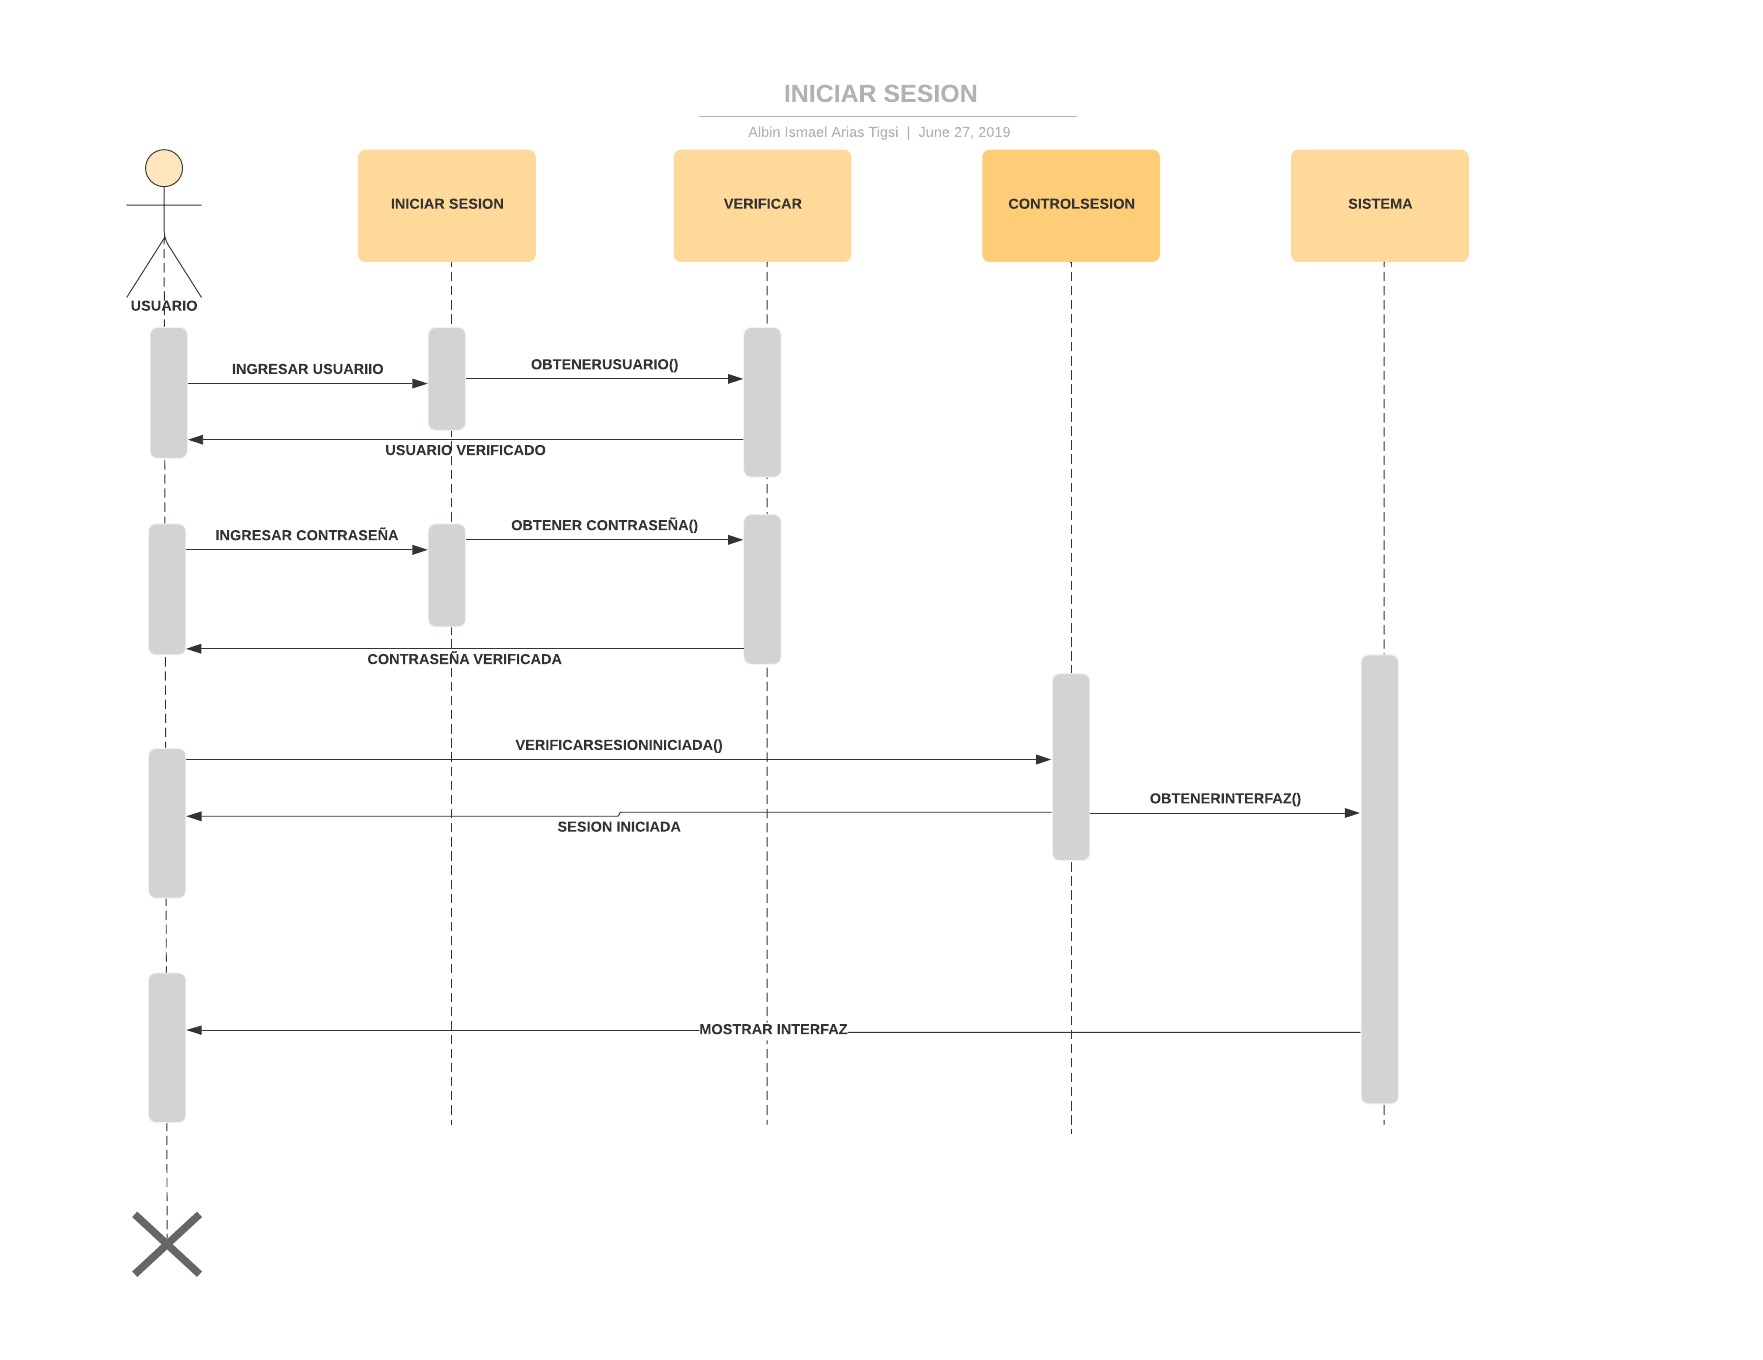 INICIAR SESION
Albin Ismael Arias Tigsi | June 27, 2019
INICIAR SESION
VERIFICAR
CONTROLSESION
SISTEMA
USUARIO
INGRESAR USUARIIO
OBTENERUSUARIO()
USUARIO VERIFICADO
INGRESAR CONTRASEÑA
OBTENER CONTRASEÑA()
CONTRASEÑA VERIFICADA
VERIFICARSESIONINICIADA()
OBTENERINTERFAZ()
SESION INICIADA
MOSTRAR INTERFAZ